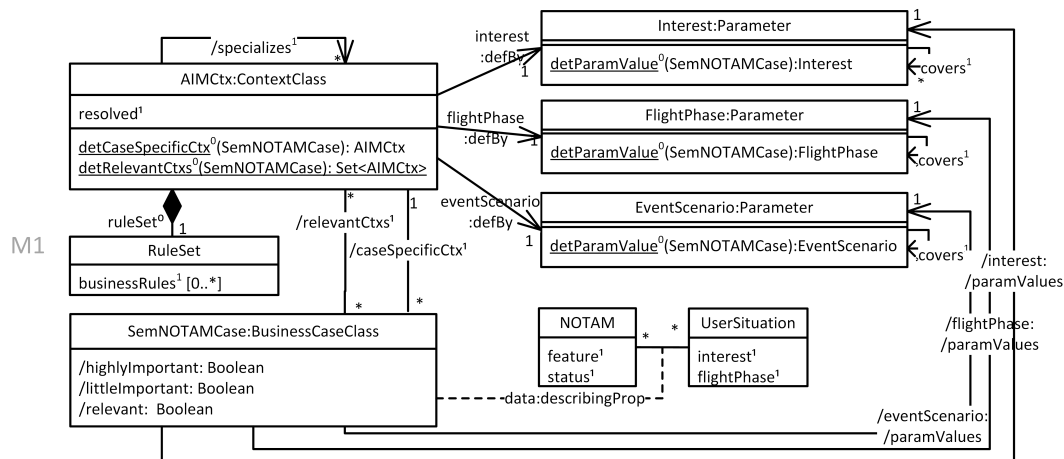 /specializes¹
*
AIMCtx:ContextClass
resolved¹
detCaseSpecificCtx⁰(SemNOTAMCase): AIMCtx
detRelevantCtxs⁰(SemNOTAMCase): Set<AIMCtx>
interest
:defBy
1
flightPhase
:defBy
1
eventScenario
:defBy
1
Interest:Parameter
detParamValue⁰(SemNOTAMCase):Interest
1
covers¹
*
FlightPhase:Parameter
detParamValue⁰(SemNOTAMCase):FlightPhase
1
covers¹
EventScenario:Parameter
detParamValue⁰(SemNOTAMCase):EventScenario
1
covers¹
M1
ruleSet⁰
1
RuleSet
businessRules¹ [0..*]
*
/relevantCtxs¹
*
1
/caseSpecificCtx¹
*
SemNOTAMCase:BusinessCaseClass
/highlyImportant: Boolean
/littleImportant: Boolean
/relevant: Boolean
NOTAM
feature¹
status¹
*
*
UserSituation
interest¹
flightPhase¹
data:describingProp
/interest:
/paramValues
/flightPhase:
/paramValues
/eventScenario:
/paramValues